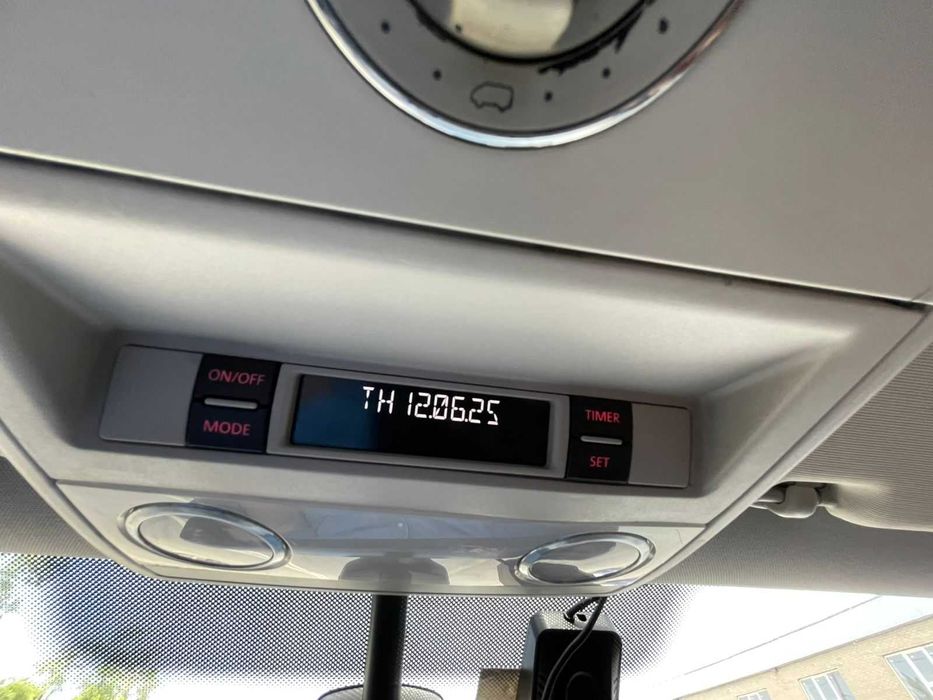 ON/OFF
MODE
TH 12.06.25
TIMER
SET